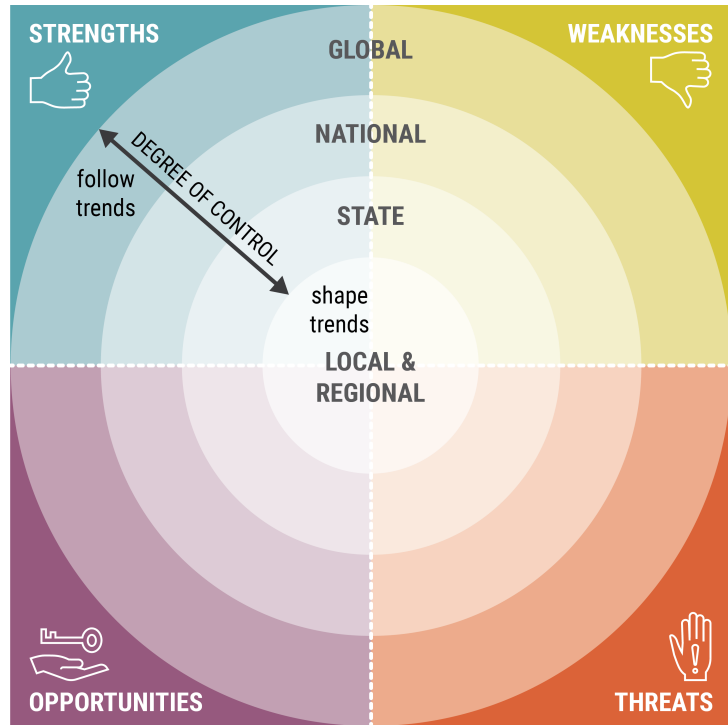 STRENGTHS
WEAKNESSES
GLOBAL
NATIONAL
DEGREE OF CONTROL
follow
trends
STATE
shape
trends
LOCAL &
REGIONAL
OPPORTUNITIES
THREATS